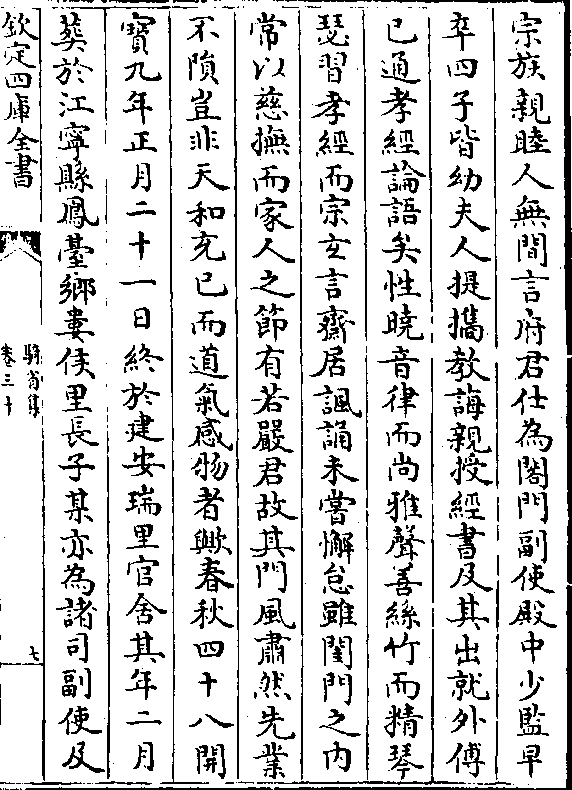 宗族親睦人無間言府君仕為閤門副使殿中少監早
卒四子皆幼夫人提攜教誨親授經書及其出就外傅
已通孝經論語矣性曉音律而尚雅聲善絲竹而精琴
瑟習孝經而宗玄言齋居諷誦未嘗懈怠雖閨門之内
常以慈撫而家人之節有若嚴君故其門風肅然先業
不隕豈非天和充已而道氣感物者歟春秋四十八開
寶九年正月二十一日終於建安瑞里官舍其年二月
葬於江寧縣鳳臺鄉婁侯里長子某亦為諸司副使及
欽定四庫全書
騎省集
卷三十
七